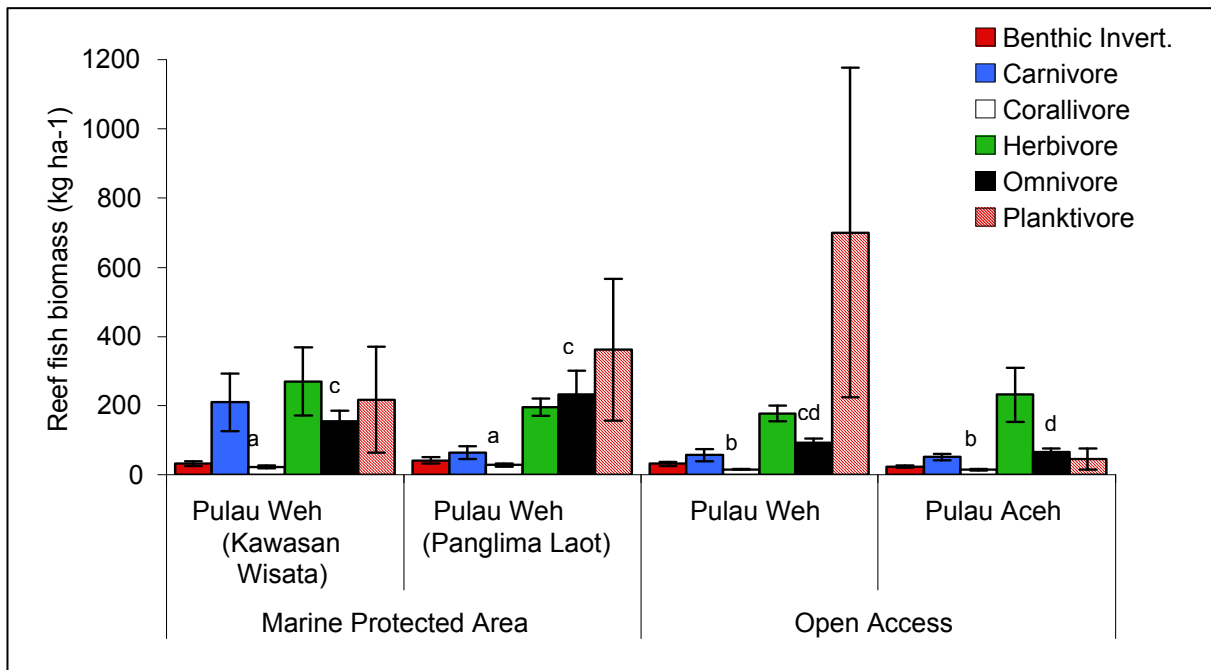 Benthic Invert.
Carnivore
Corallivore
Herbivore
Omnivore
Planktivore
Reef fish biomass (kg ha-1)
1200
1000
800
600
400
200
0
a
c
a
c
b
cd
b
d
Pulau Weh
(Kawasan
Wisata)
Pulau Weh
(Panglima Laot)
Pulau Weh
Pulau Aceh
Marine Protected Area
Open Access